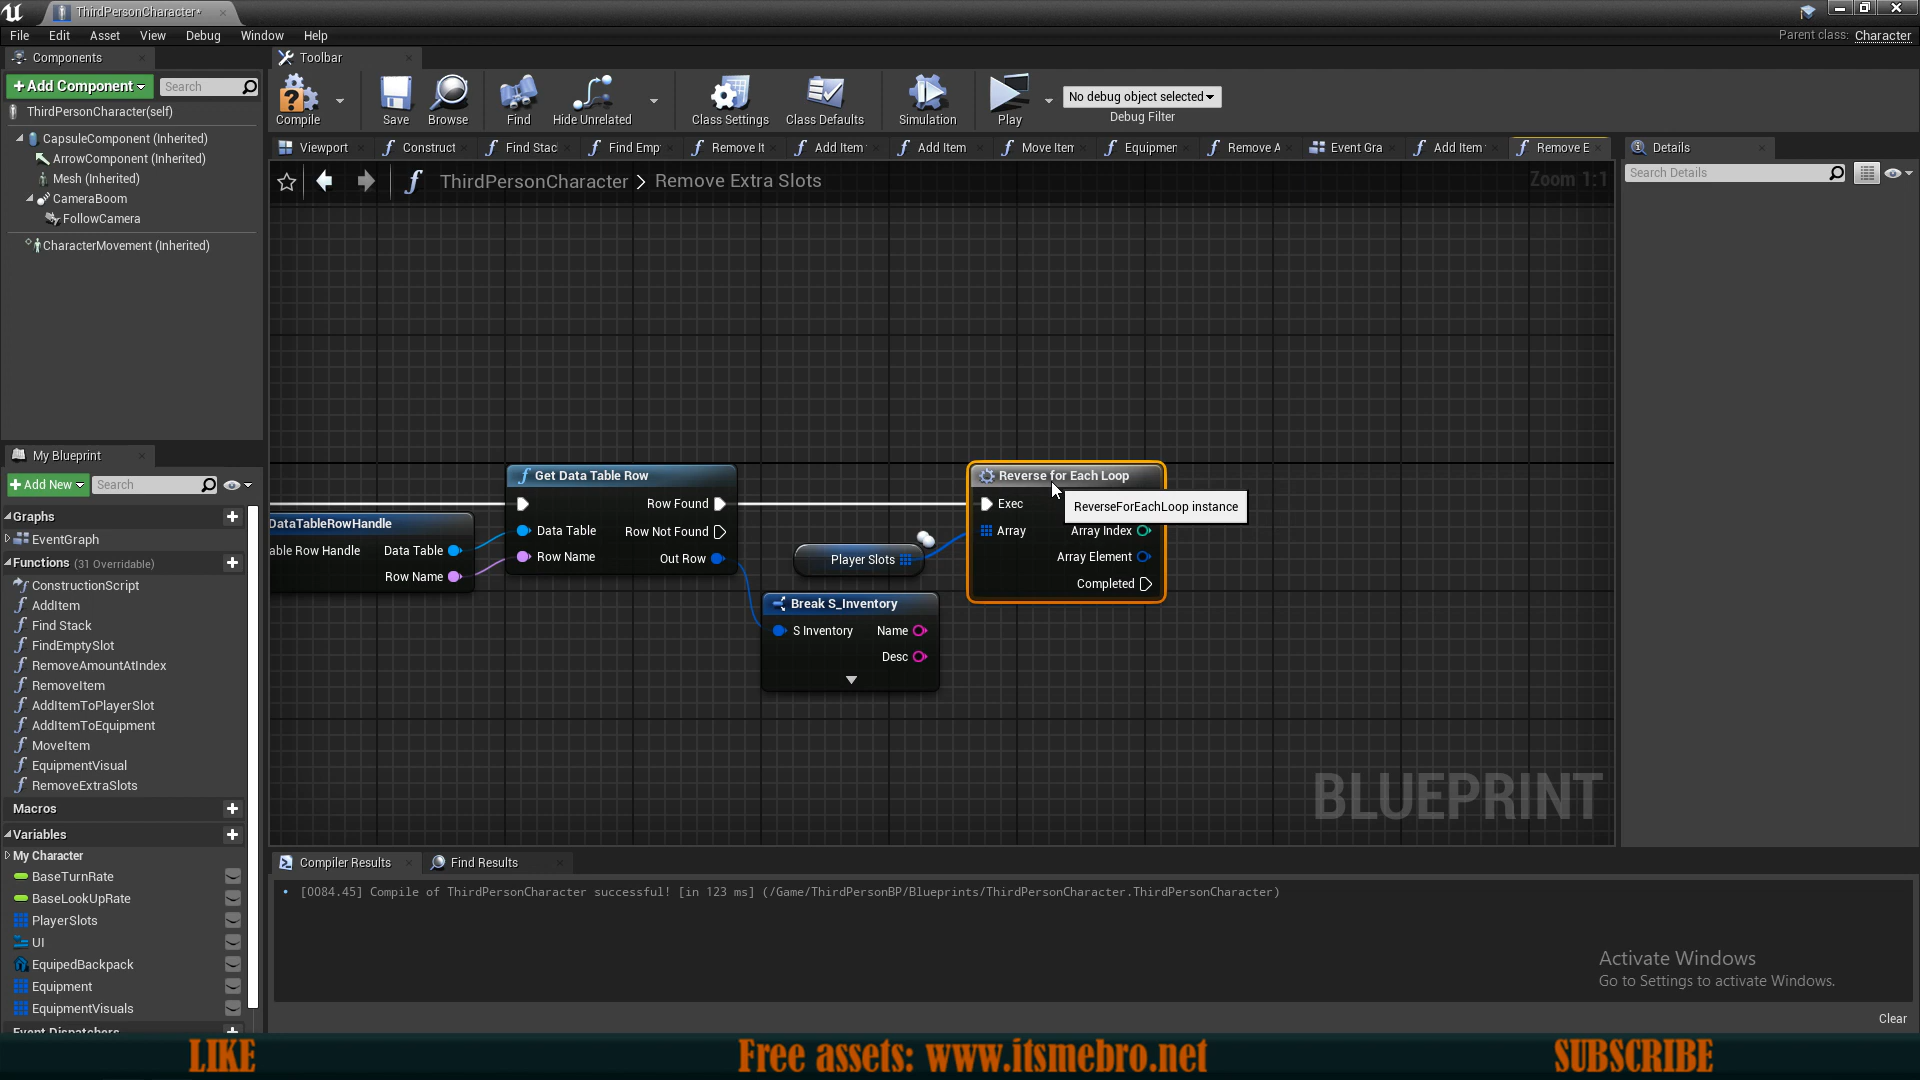 ThirdPersonCharacter*
File Edit Asset View Debug Window Help
Parent class: Character
Components
Toolbar
+Add Component
Search
ThirdPersonCharacter(self)
CapsuleComponent (Inherited)
ArrowComponent (Inherited)
Mesh (Inherited)
CameraBoom
FollowCamera
CharacterMovement (Inherited)
Compile
Save
Browse
Find
Hide Unrelated
Class Settings
Class Defaults
Simulation
Play
No debug object selected
Debug Filter
Viewport
Construct
Find Stac
Find Emp
Remove It
Add Item
Add Item
Move Item
Equipmen
Remove A
Event Gra
Add Item
Remove E
Details
Search Details
ThirdPersonCharacter > Remove Extra Slots
Zoom 1:1
My Blueprint
+Add New
Search
Graphs
EventGraph
Functions (31 Overridable)
ConstructionScript
AddItem
Find Stack
FindEmptySlot
RemoveAmountAtIndex
RemoveItem
AddItemToPlayerSlot
AddItemToEquipment
MoveItem
EquipmentVisual
RemoveExtraSlots
Macros
Variables
My Character
BaseTurnRate
BaseLookUpRate
PlayerSlots
UI
EquipedBackpack
Equipment
EquipmentVisuals
Event Dispatchers
DataTableRowHandle
able Row Handle Data Table
Row Name
Get Data Table Row
Row Found
Data Table Row Not Found
Row Name Out Row
Player Slots
Break S_Inventory
S Inventory Name
Desc
Reverse for Each Loop
Exec
ReverseForEachLoop instance
Array Array Index
Array Element
Completed
BLUEPRINT
Compiler Results
Find Results
[0084.45] Compile of ThirdPersonCharacter successful! [in 123 ms] (/Game/ThirdPersonBP/Blueprints/ThirdPersonCharacter.ThirdPersonCharacter)
Activate Windows
Go to Settings to activate Windows.
Clear
LIKE
Free assets: www.itsmebro.net
SUBSCRIBE